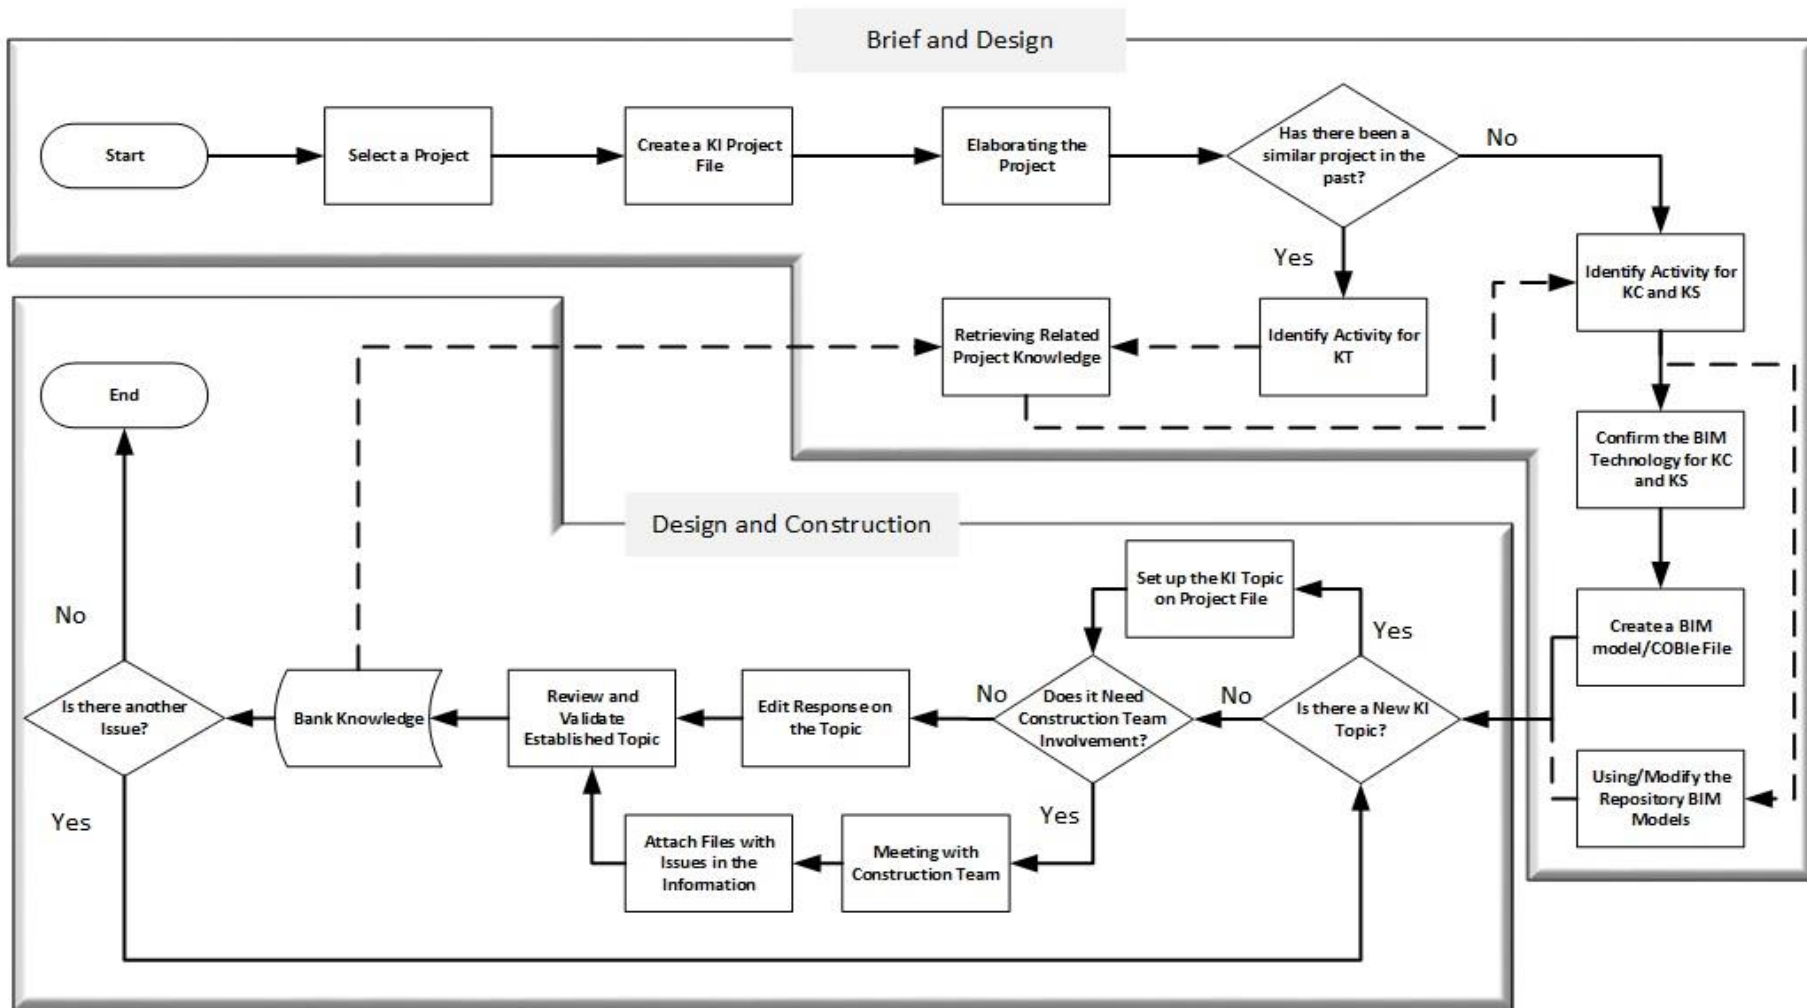 Brief and Design
Start
Select a Project
Create a KI Project
File
Elaborating the
Project
Has there been a
similar project in the
past?
No
Yes
Identify Activity for
KC and KS
Retrieving Related
Project Knowledge
Identify Activity for
KT
End
Confirm the BIM
Technology for KC
and KS
Design and Construction
Set up the KI Topic
on Project File
Yes
Create a BIM
model/COBIe File
No
Is there another
Issue?
Yes
Bank Knowledge
Review and
Validate
Established Topic
Edit Response on
the Topic
No
Does it Need
Construction Team
Involvement?
Yes
No
Is there a New KI
Topic?
Using/Modify the
Repository BIM
Models
Attach Files with
Issues in the
Information
Meeting with
Construction Team